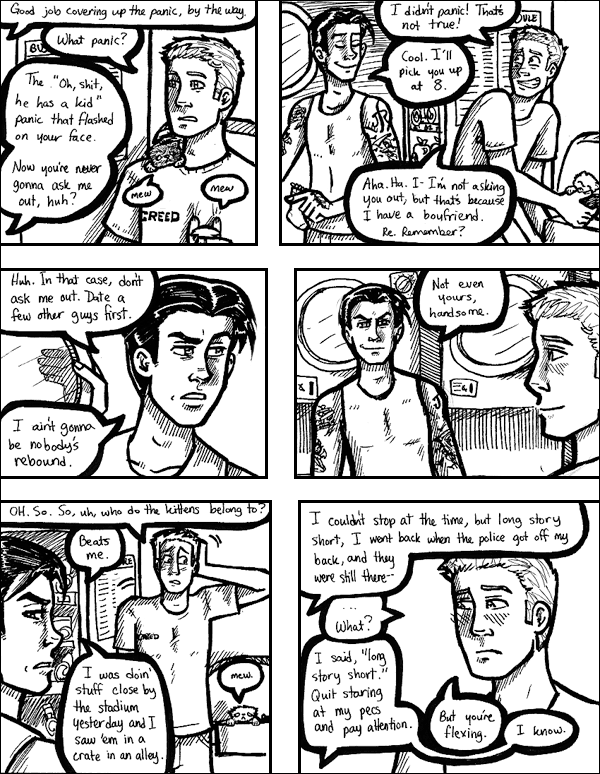 Good job covering up the panic, by the way.
What panic?
The "Oh, shit,
he has a kid"
panic that flashed
on your face.
Now you're never
gonna ask me
out, huh?
mew
mew
CREED
I didn't panic! That's
not true!
Cool. I'll
pick you up
at 8.
Aha. Ha. I- I'm not asking
you out, but that's because
I have a boyfriend.
Re. Remember?
Huh. In that case, don't
ask me out. Date a
few other guys first.
I ain't gonna
be nobody's
rebound.
Not even
yours,
handsome.
OH. So. So, uh, who do the kittens belong to?
Beats
me.
I was doin'
stuff close by
the stadium
yesterday and I
saw 'em in a
crate in an alley.
mew.
I couldn't stop at the time, but long story
short, I went back when the police got off my
back, and they
were still there--
...
What?
I said, "long
story short."
Quit staring
at my pecs
and pay attention.
But you're
flexing.
I know.